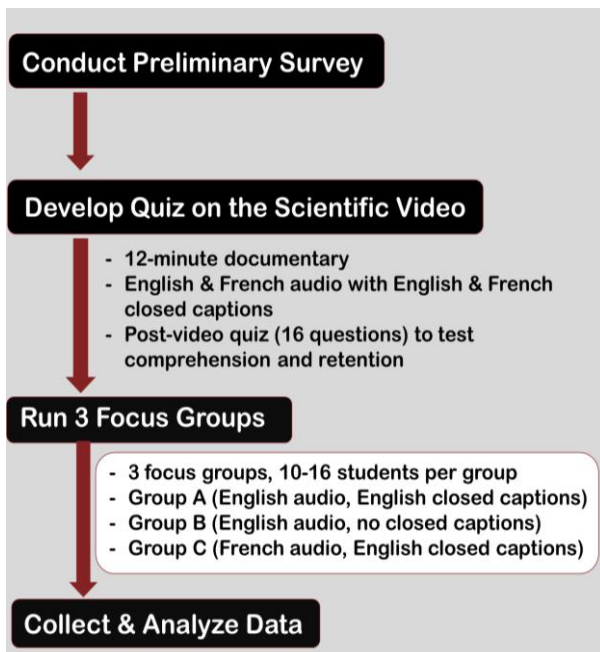 Conduct Preliminary Survey
Develop Quiz on the Scientific Video
- 12-minute documentary
- English & French audio with English & French
closed captions
- Post-video quiz (16 questions) to test
comprehension and retention
Run 3 Focus Groups
- 3 focus groups, 10-16 students per group
- Group A (English audio, English closed captions)
- Group B (English audio, no closed captions)
- Group C (French audio, English closed captions)
Collect & Analyze Data